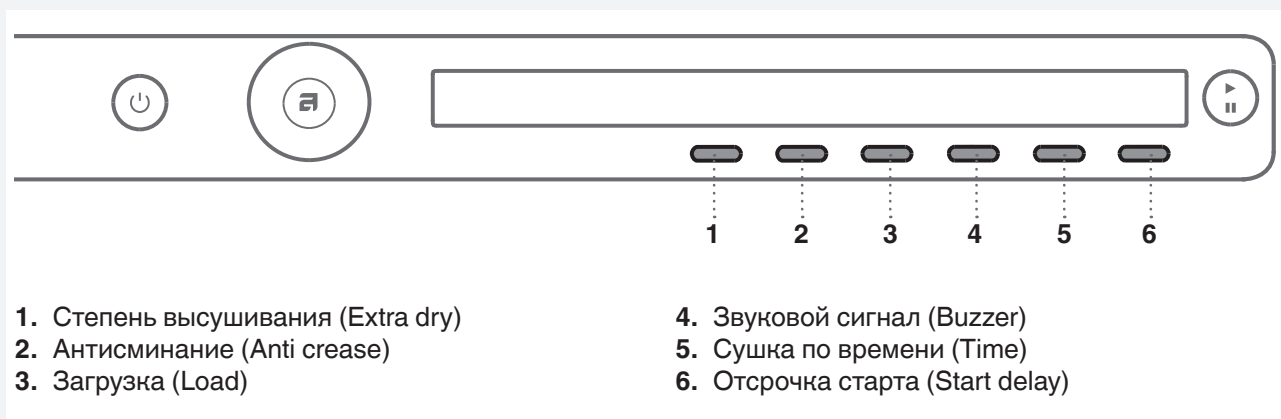 1 2 3 4 5 6
1. Степень высушивания (Extra dry)
2. Антисминание (Anti crease)
3. Загрузка (Load)
4. Звуковой сигнал (Buzzer)
5. Сушка по времени (Time)
6. Отсрочка старта (Start delay)